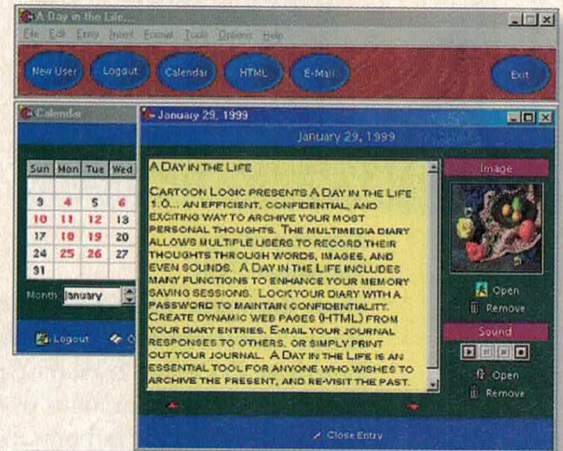 A Day in the Life...
File Edit Entry Insert Format Tools Options Help
New User Logout Calendar HTML E-Mail Exit
Calendar
Sun Mon Tue Wed
3 4 5 6
10 11 12 13
17 18 19 20
24 25 26 27
31
Month: January
Logout
January 29, 1999
January 29, 1999
A DAY IN THE LIFE
CARTOON LOGIC PRESENTS A DAY IN THE LIFE
1.0... AN EFFICIENT, CONFIDENTIAL, AND
EXCITING WAY TO ARCHIVE YOUR MOST
PERSONAL THOUGHTS. THE MULTIMEDIA DIARY
ALLOWS MULTIPLE USERS TO RECORD THEIR
THOUGHTS THROUGH WORDS, IMAGES, AND
EVEN SOUNDS. A DAY IN THE LIFE INCLUDES
MANY FUNCTIONS TO ENHANCE YOUR MEMORY
SAVING SESSIONS. LOCK YOUR DIARY WITH A
PASSWORD TO MAINTAIN CONFIDENTIALITY.
CREATE DYNAMIC WEB PAGES (HTML) FROM
YOUR DIARY ENTRIES. E-MAIL YOUR JOURNAL
RESPONSES TO OTHERS, OR SIMPLY PRINT
OUT YOUR JOURNAL. A DAY IN THE LIFE IS AN
ESSENTIAL TOOL FOR ANYONE WHO WISHES TO
ARCHIVE THE PRESENT, AND RE-VISIT THE PAST.
Image
Open
Remove
Sound
Open
Remove
Close Entry